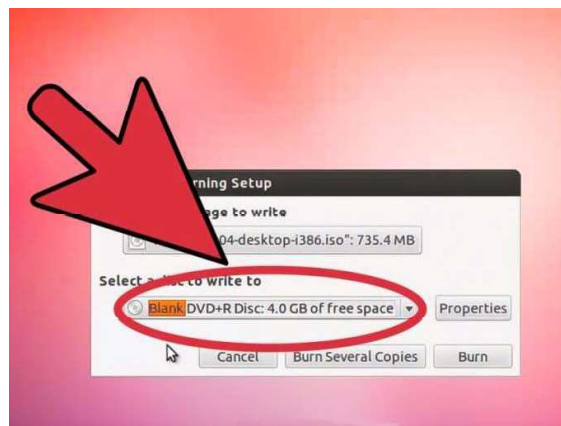 rning Setup
ge to write
04-desktop-i386.iso": 735.4 MB
Select a disc to write to
Blank DVD+R Disc: 4.0 GB of free space
Properties
Cancel Burn Several Copies Burn